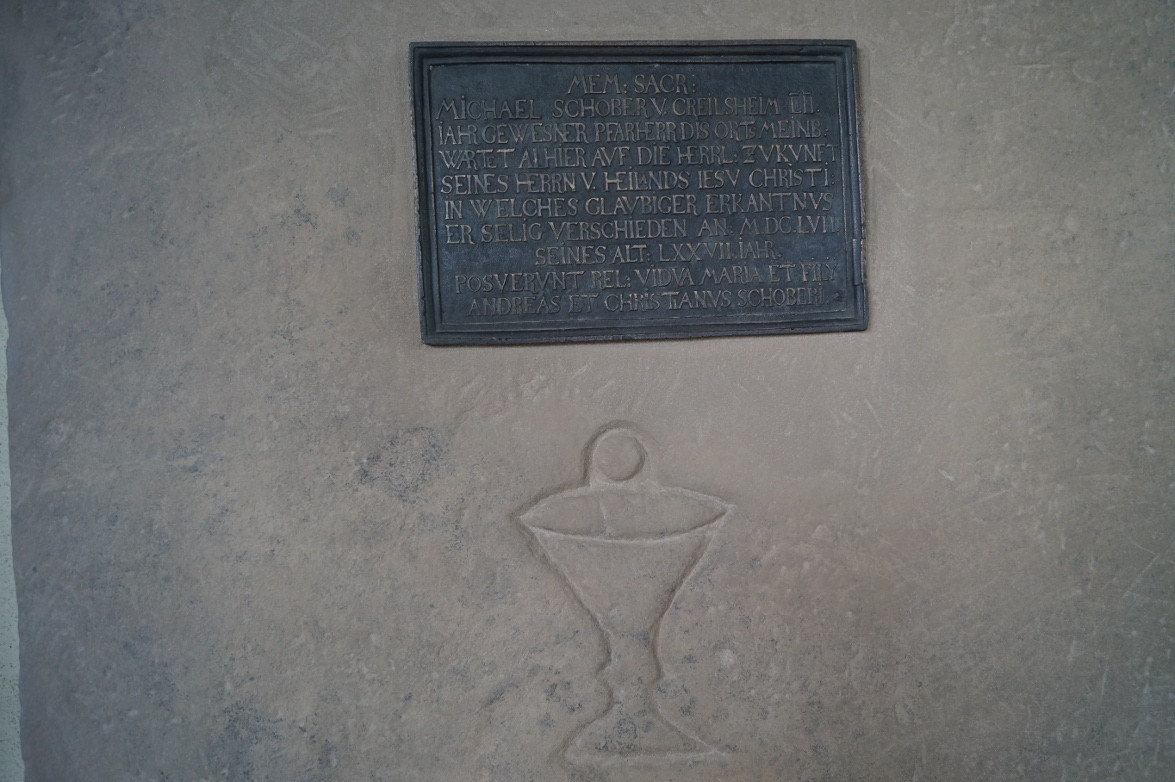 MEM: SACR:
MICHAEL SCHOBER V. CREILSHEIM LII.
IAHR GEWESNER PFARHERR DIS ORTS MEINB:
WARTET ALHIER AVF DIE HERRL: ZVKVNFT
SEINES HERRN V. HEILANDS IESV CHRISTI.
IN WELCHES GLAVBIGER ERKANTNVS
ER SELIG VERSCHIEDEN AN: M.DC.LVII
SEINES ALT: LXXVII IAHR.
POSVERVNT REL: VIDVA MARIA ET FILY.
ANDREAS ET CHRISTIANVS SCHOBER